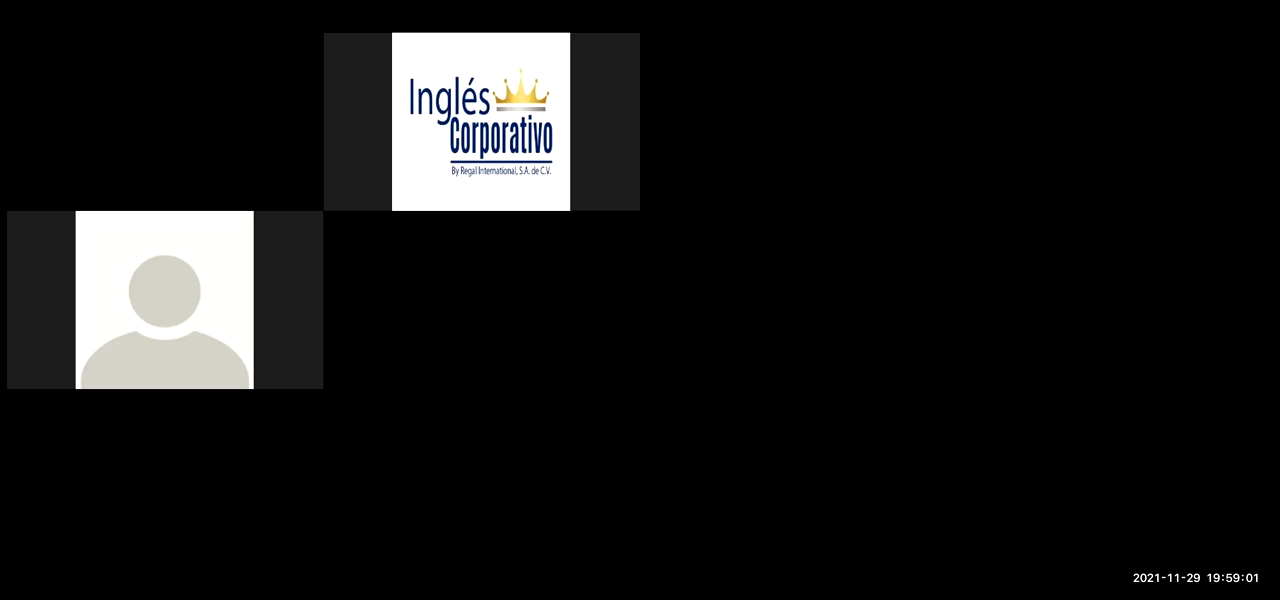 Inglés
Corporativo
By Regal International, S.A. de C.V.
2021-11-29 19:59:01